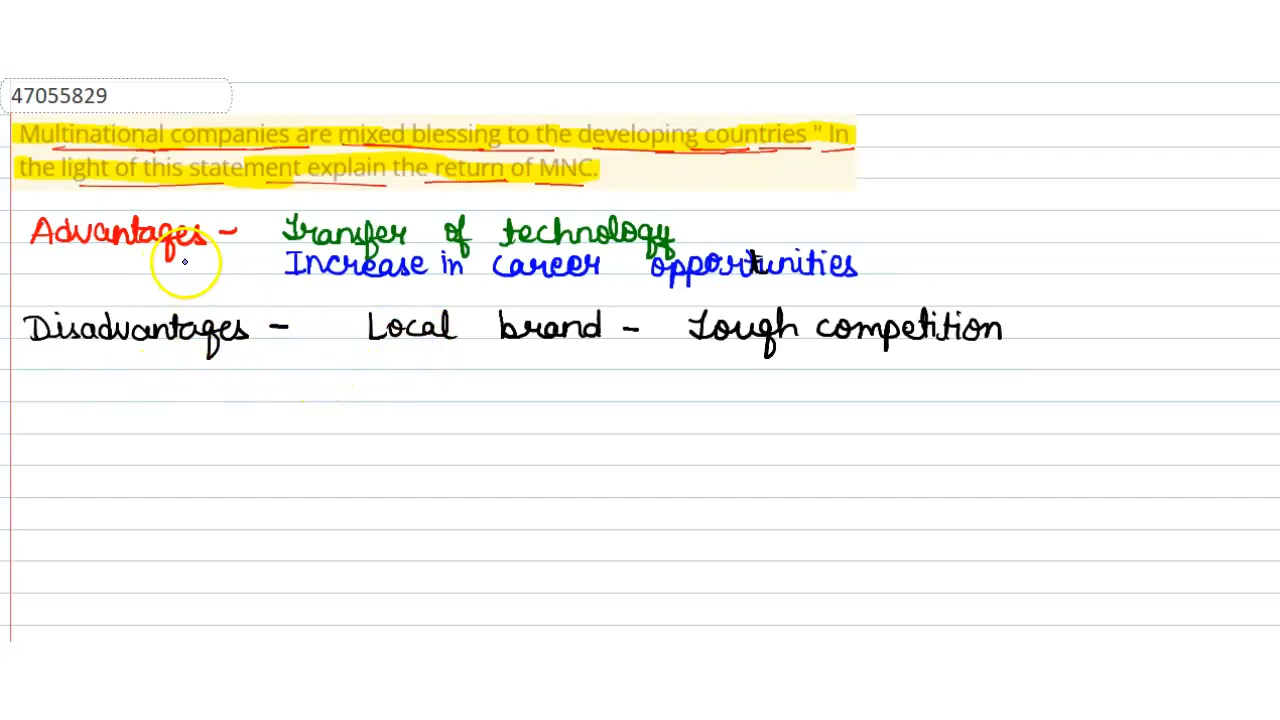 47055829
Multinational companies are mixed blessing to the developing countries " In
the light of this statement explain the return of MNC.
Advantages - Transfer of technology
Increase in career opportunities
Disadvantages - Local brand - Tough competition